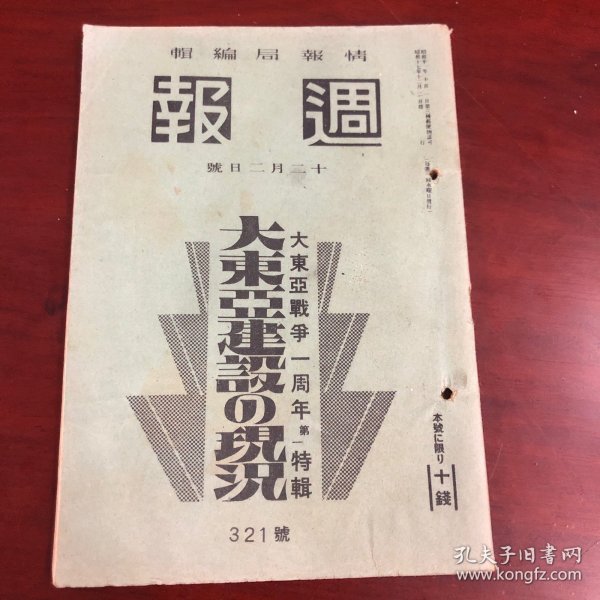 情報局編輯
週報
十二月二日號
大東亞戰爭一周年第一特輯
大東亞建設の現況
本號に限り十錢
321號
孔夫子旧书网
www.kongfz.com